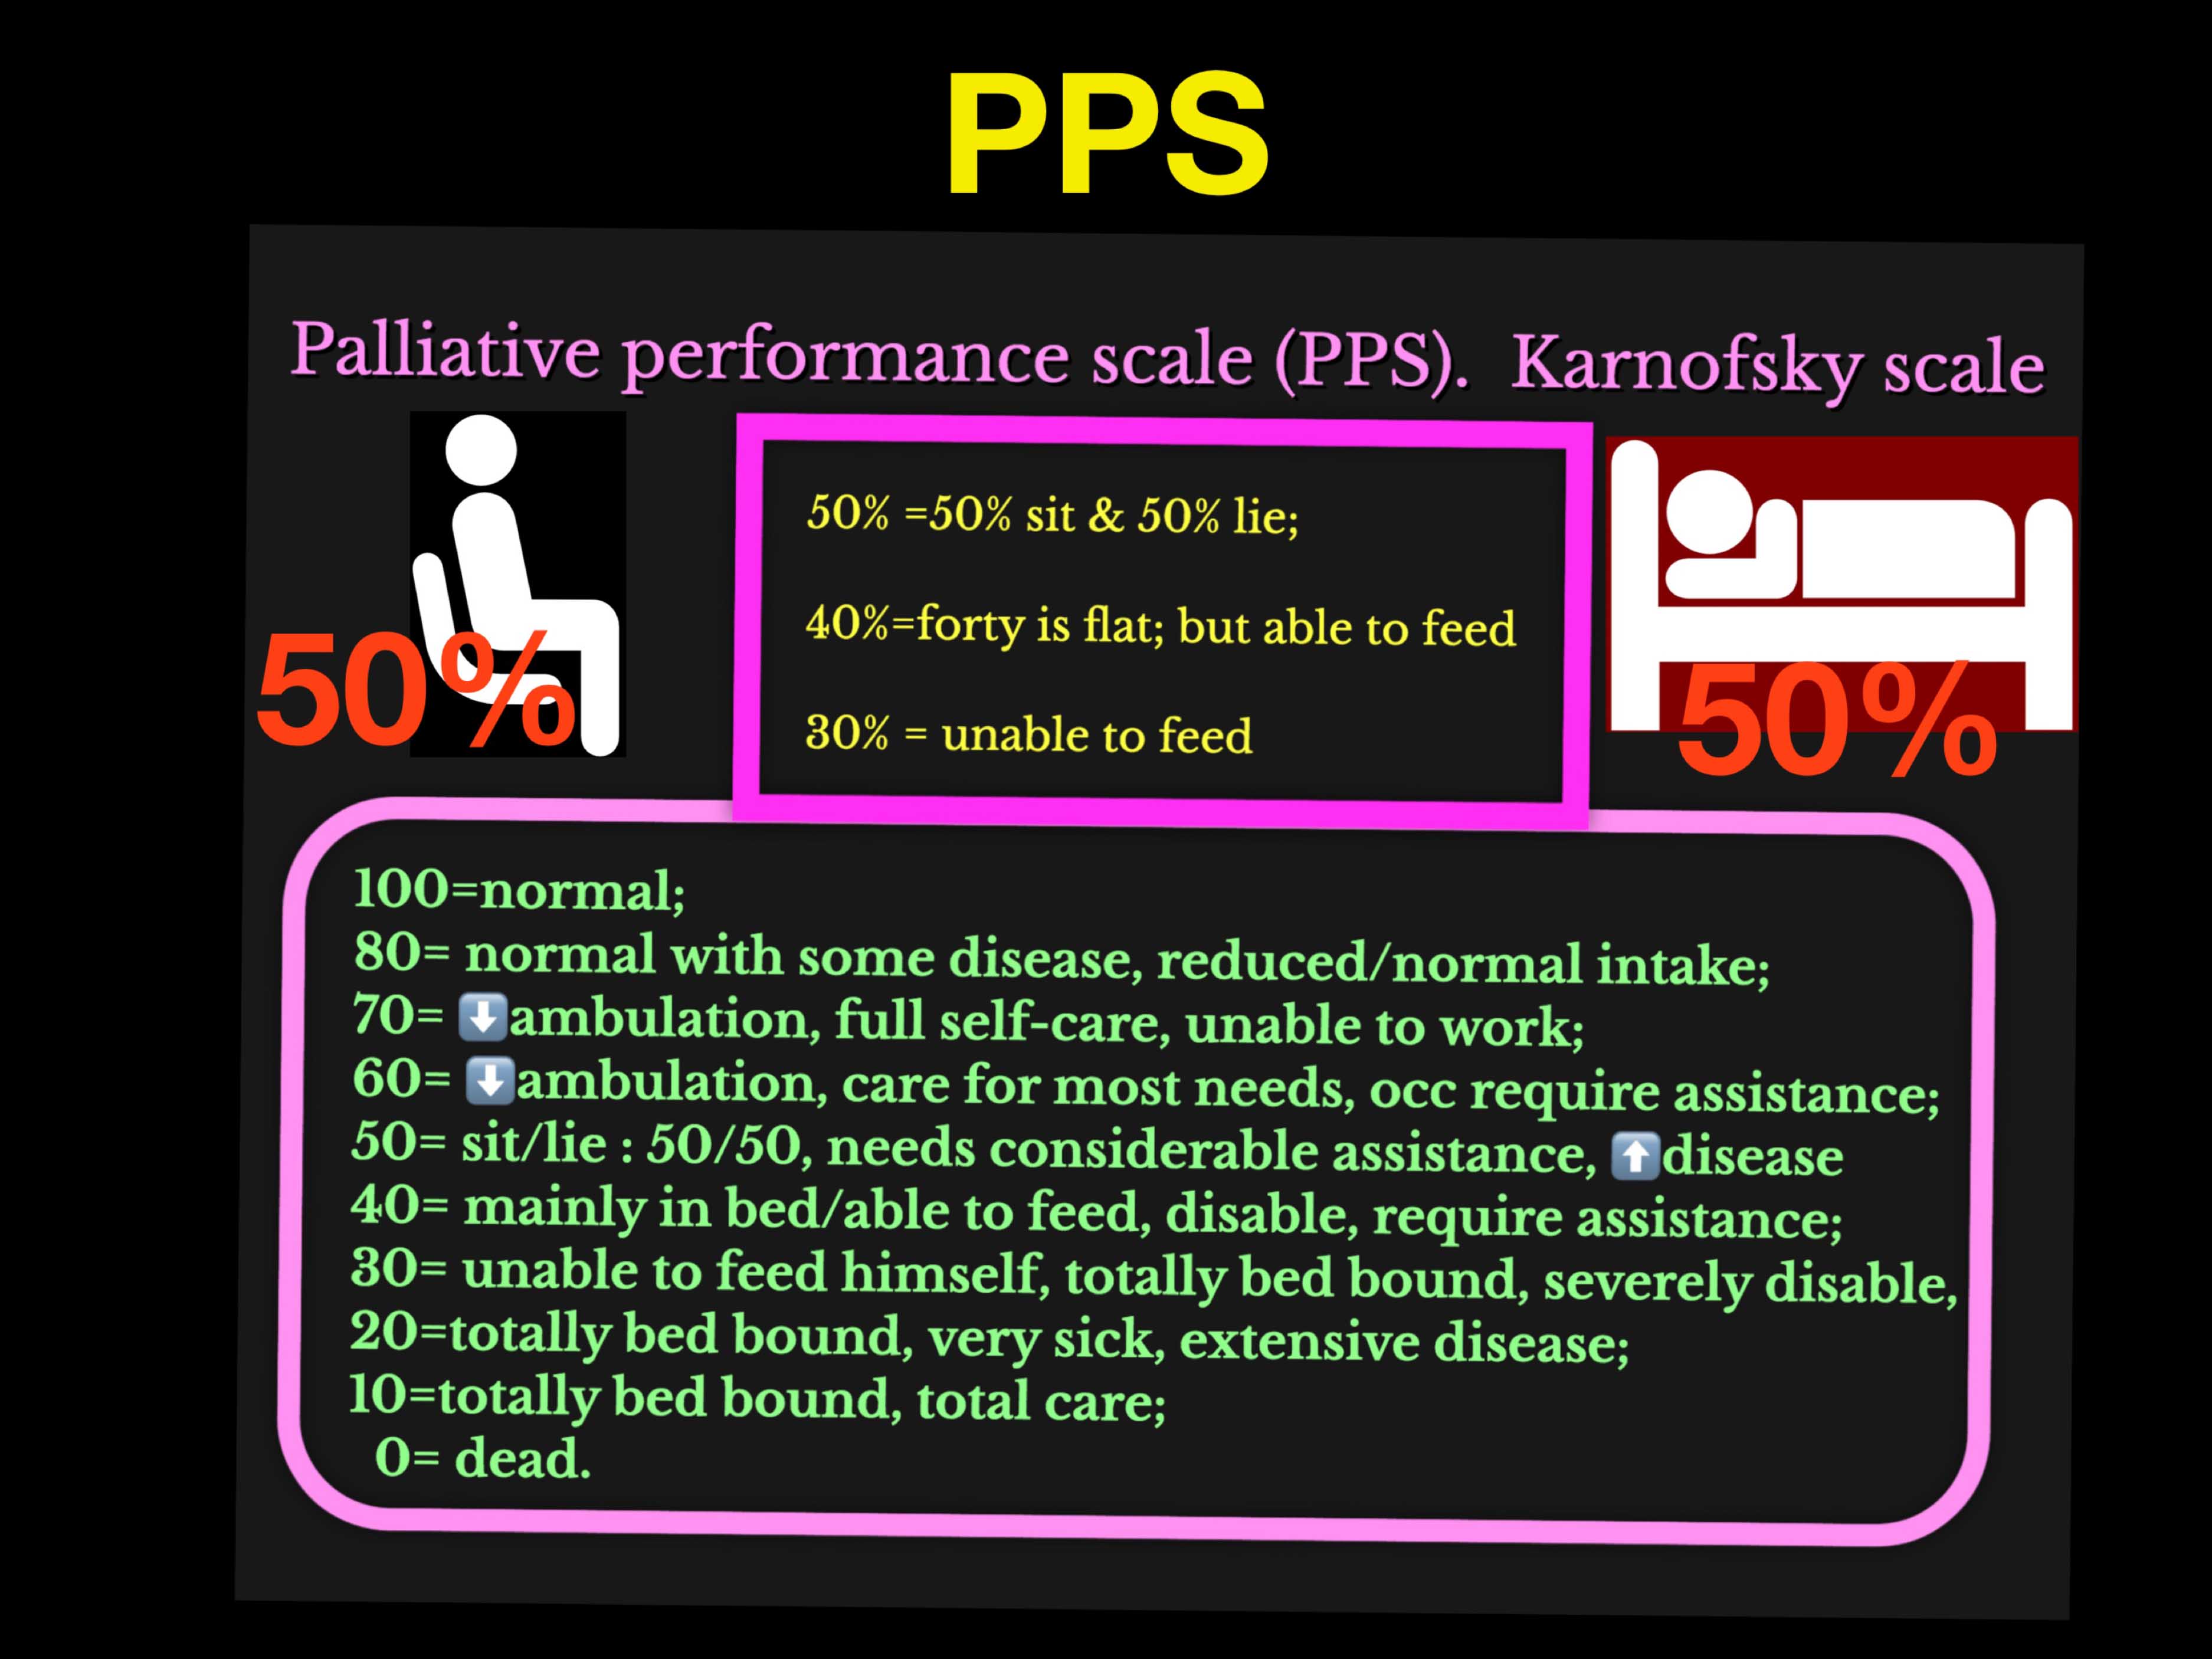 PPS
Palliative performance scale (PPS).  Karnofsky scale
50% =50% sit & 50% lie;
40%=forty is flat; but able to feed
30% = unable to feed
50%
50%
100=normal;
80= normal with some disease, reduced/normal intake;
70= ⬇️ambulation, full self-care, unable to work;
60= ⬇️ambulation, care for most needs, occ require assistance;
50= sit/lie : 50/50, needs considerable assistance, ⬆️disease
40= mainly in bed/able to feed, disable, require assistance;
30= unable to feed himself, totally bed bound, severely disable,
20=totally bed bound, very sick, extensive disease;
10=totally bed bound, total care;
0= dead.